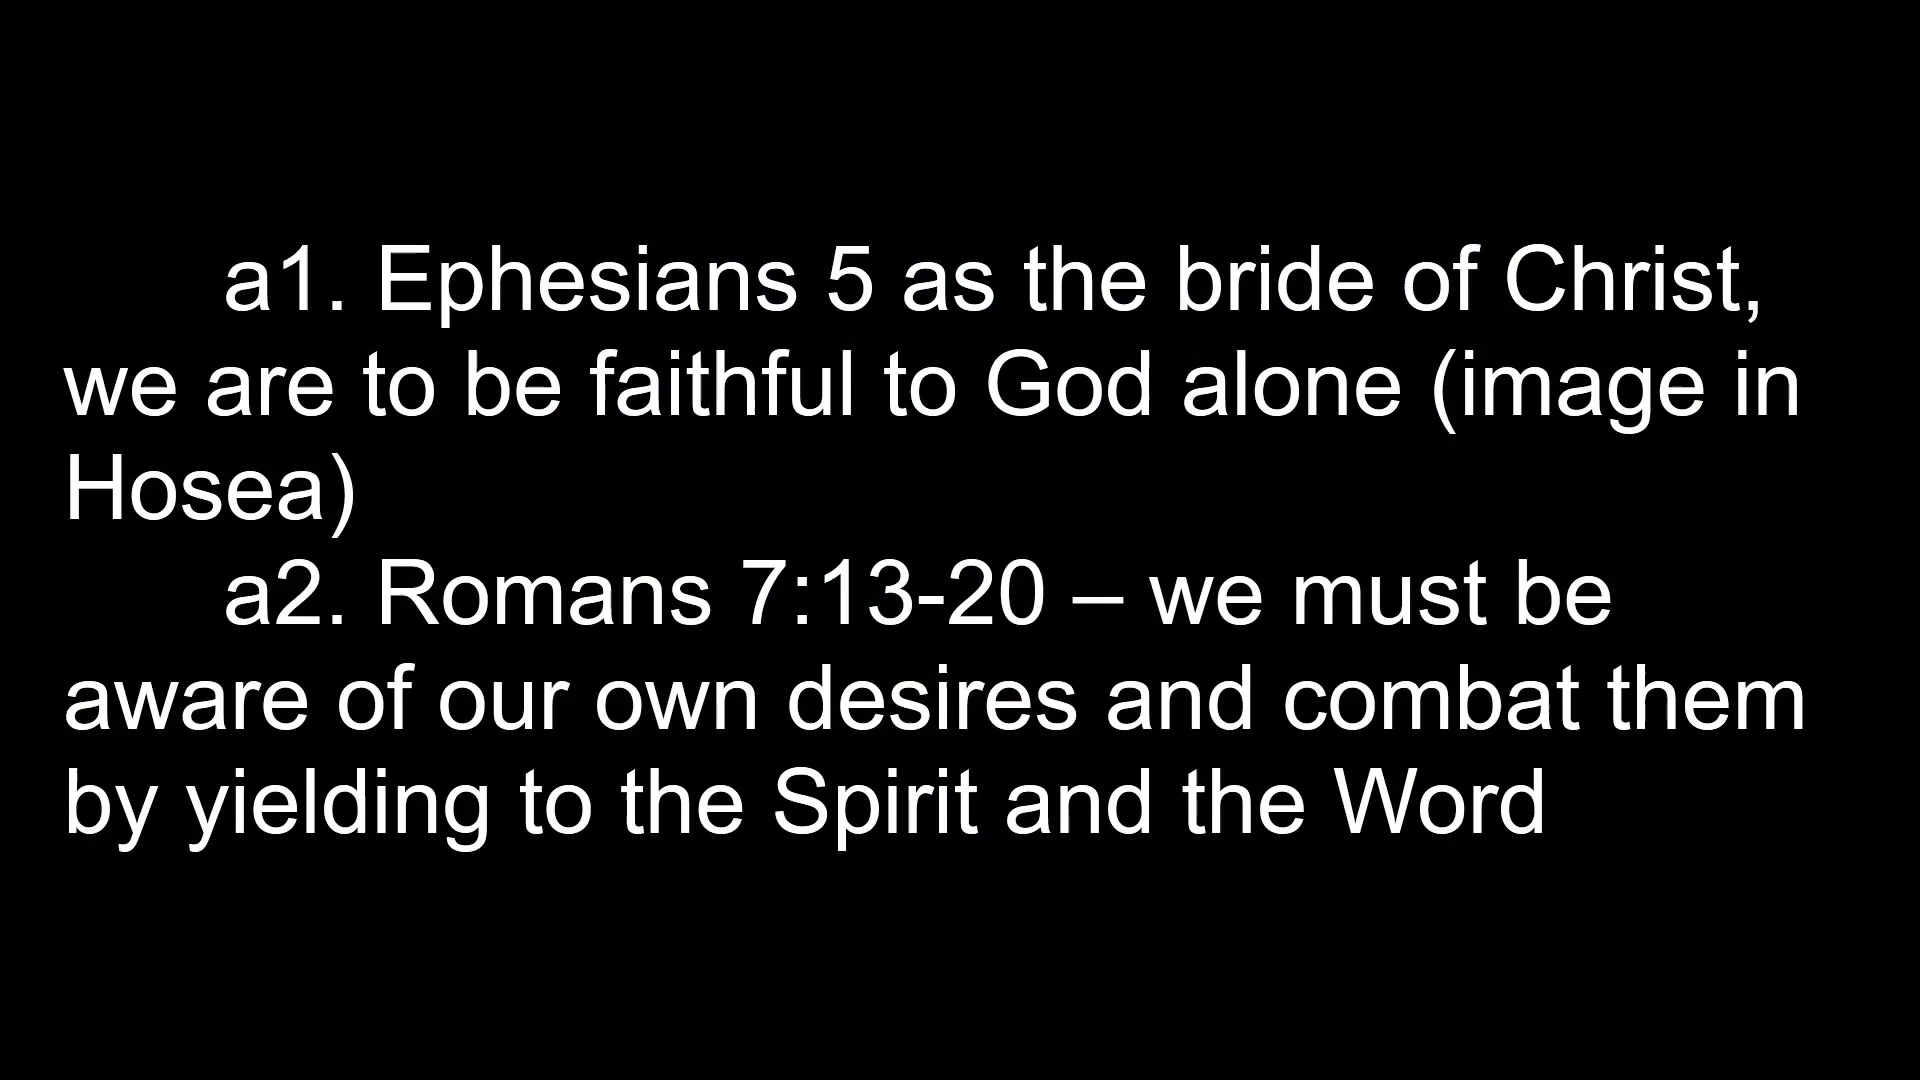 a1. Ephesians 5 as the bride of Christ,
we are to be faithful to God alone (image in
Hosea)
a2. Romans 7:13-20 – we must be
aware of our own desires and combat them
by yielding to the Spirit and the Word